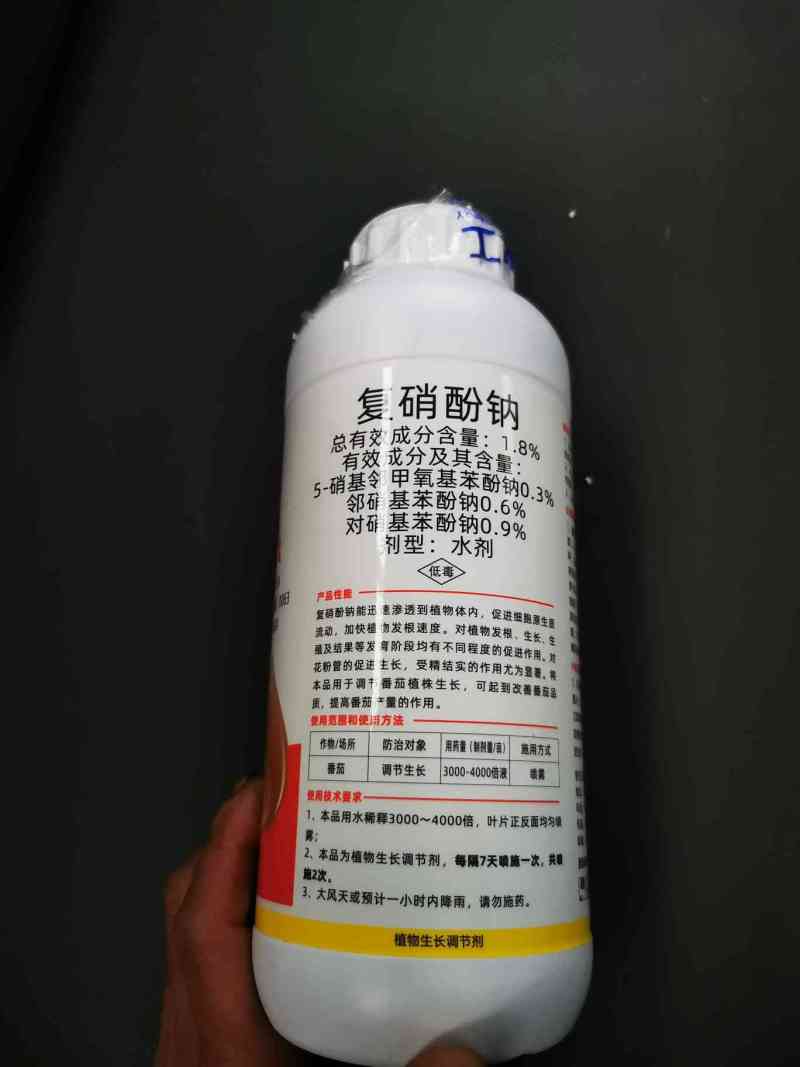 工
复硝酚钠
总有效成分含量：1.8%
有效成分及其含量：
5-硝基邻甲氧基苯酚钠0.3%
邻硝基苯酚钠0.6%
对硝基苯酚钠0.9%
剂型：水剂
低毒
产品性能
复硝酚钠能迅速渗透到植物体内，促进细胞原生质
流动，加快植物发根速度。对植物发根、生长、生
殖及结果等发育阶段均有不同程度的促进作用。对
花粉管的促进生长，受精结实的作用尤为显著。将
本品用于调节番茄植株生长，可起到改善番茄品
质，提高番茄产量的作用。
使用范围和使用方法
作物/场所 防治对象 用药量（制剂量/亩） 施用方式
番茄 调节生长 3000-4000倍液 喷雾
使用技术要求
1、本品用水稀释3000～4000倍，叶片正反面均匀喷
雾；
2、本品为植物生长调节剂，每隔7天喷施一次，共喷
施2次。
3、大风天或预计一小时内降雨，请勿施药。
植物生长调节剂